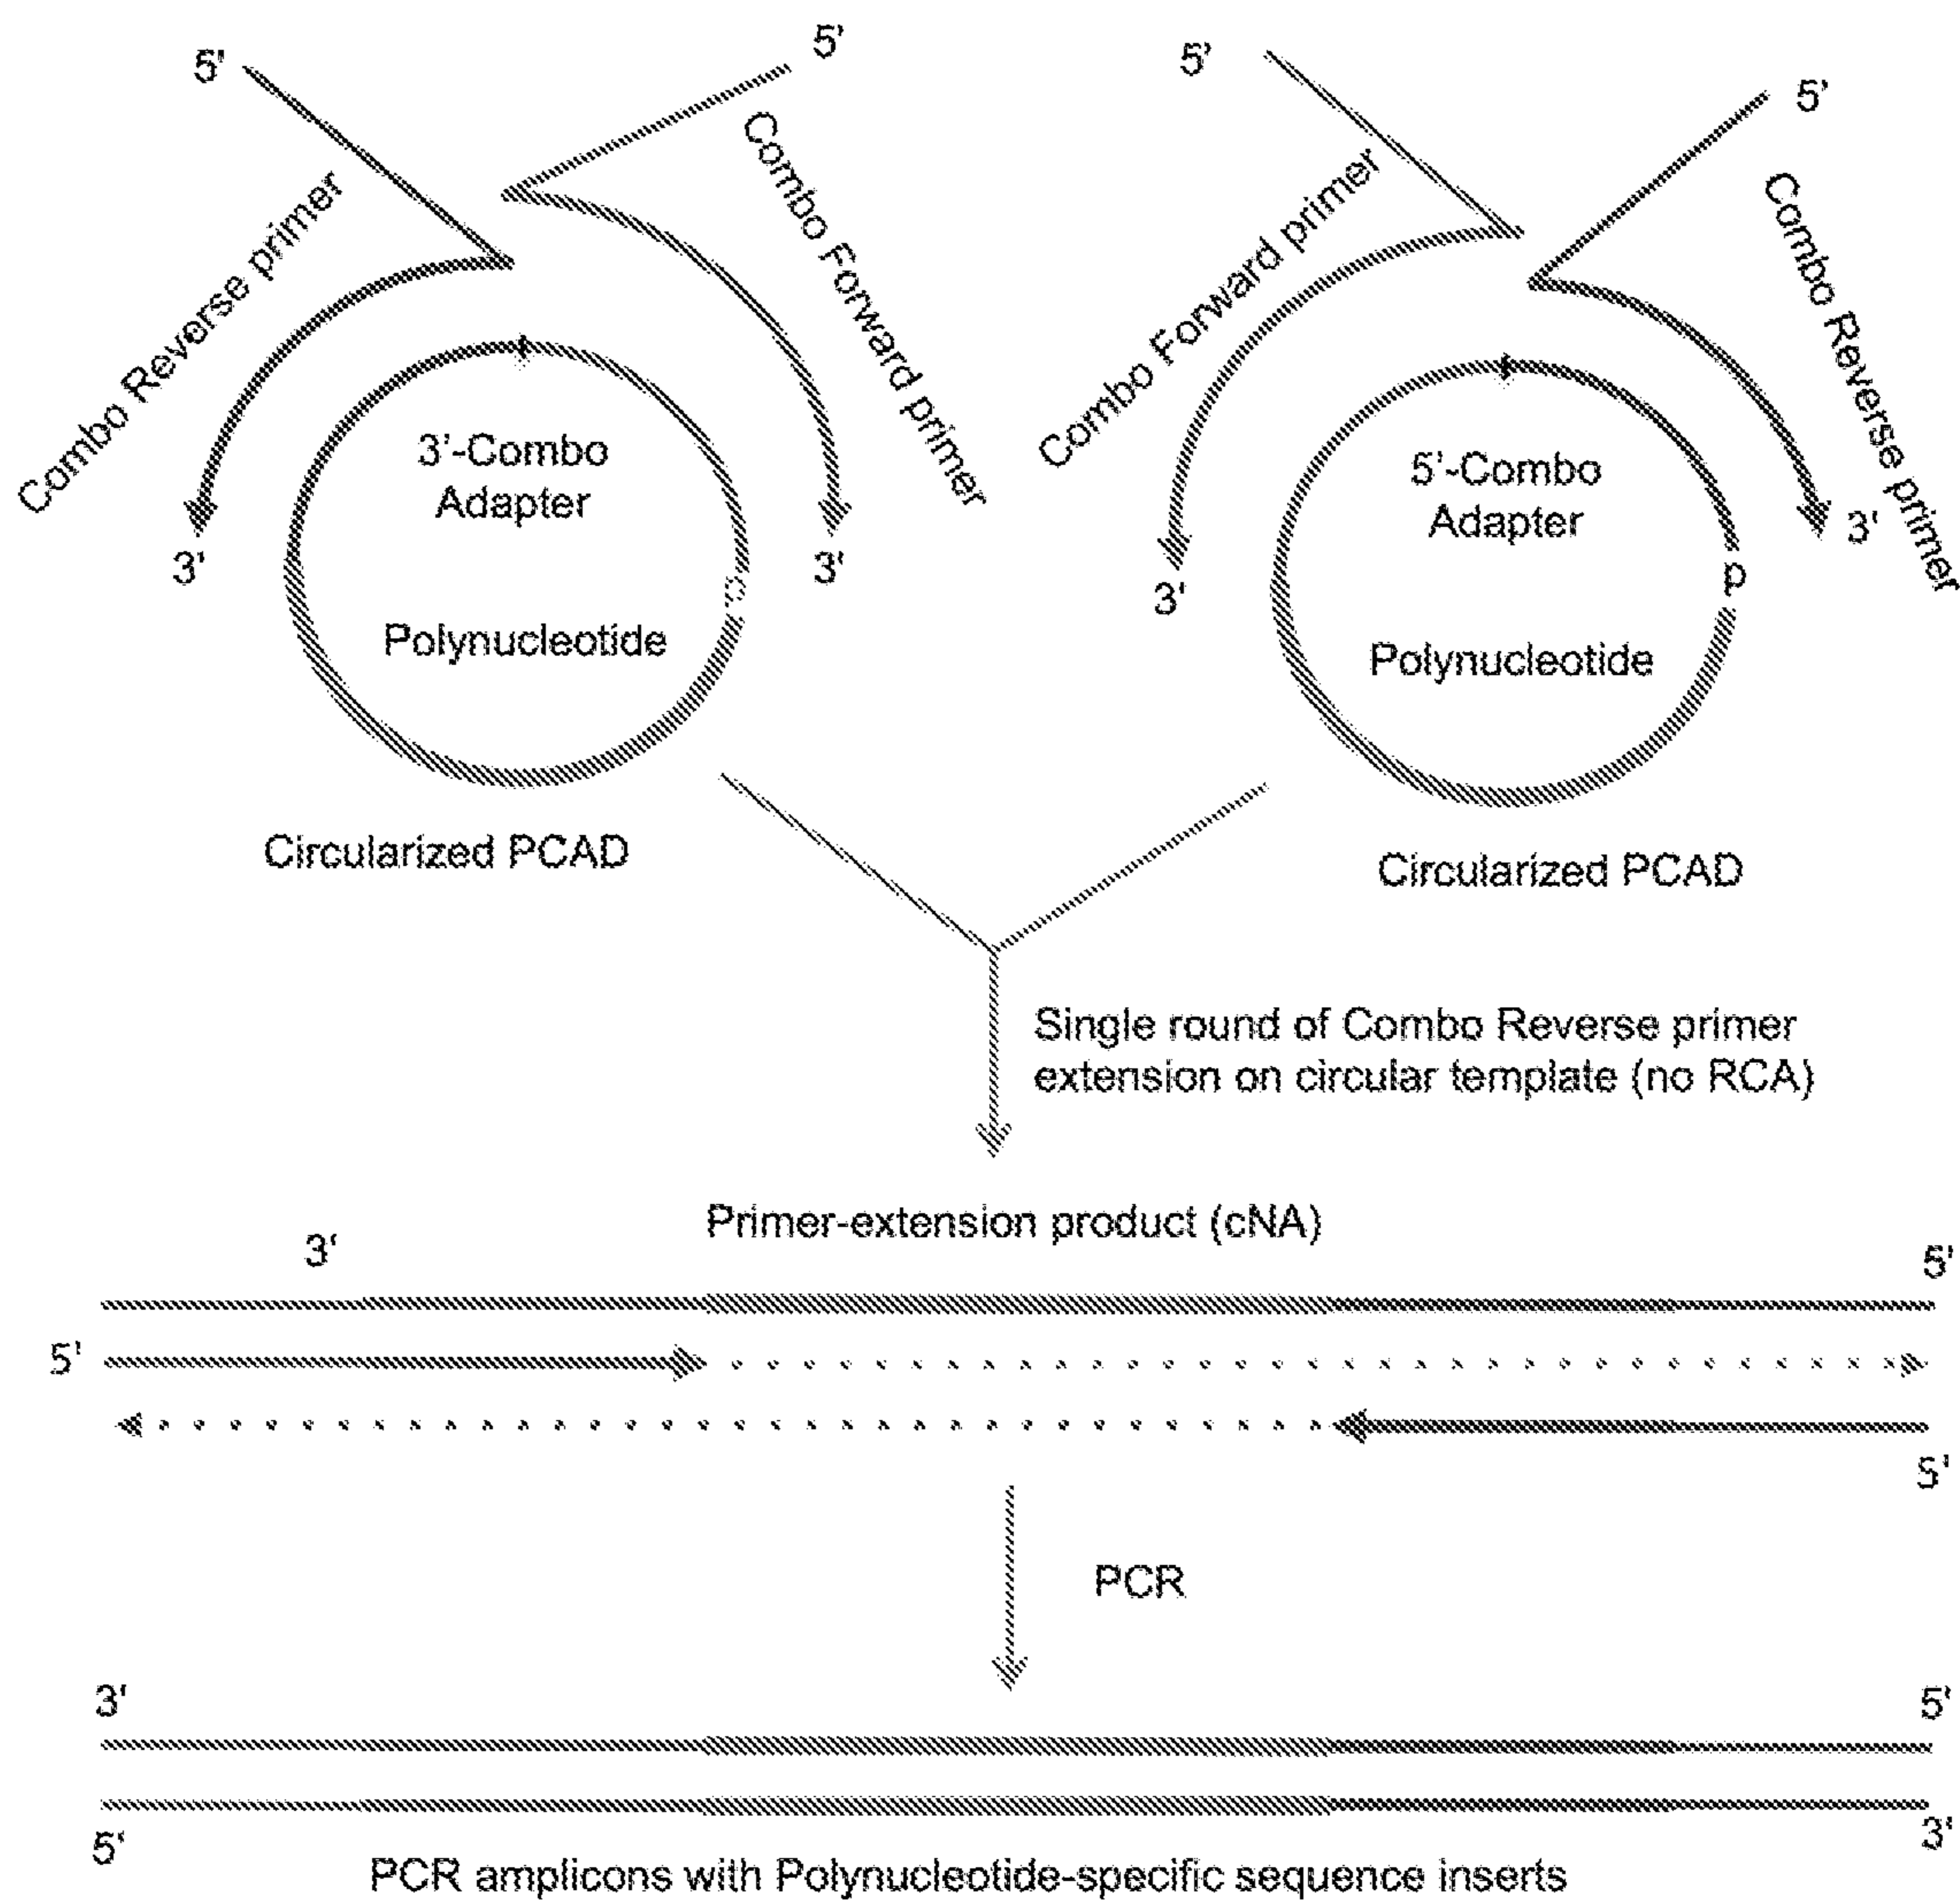 5'
5'
5'
5'
Combo Reverse primer
Combo Forward primer
Combo Forward primer
Combo Reverse primer
3'-Combo
Adapter
5'-Combo
Adapter
3'
3'
3'
3'
p
p
Polynucleotide
Polynucleotide
Circularized PCAD
Circularized PCAD
Single round of Combo Reverse primer
extension on circular template (no RCA)
Primer-extension product (cNA)
3'
5'
5'
5'
PCR
3'
5'
5'
3'
PCR amplicons with Polynucleotide-specific sequence inserts